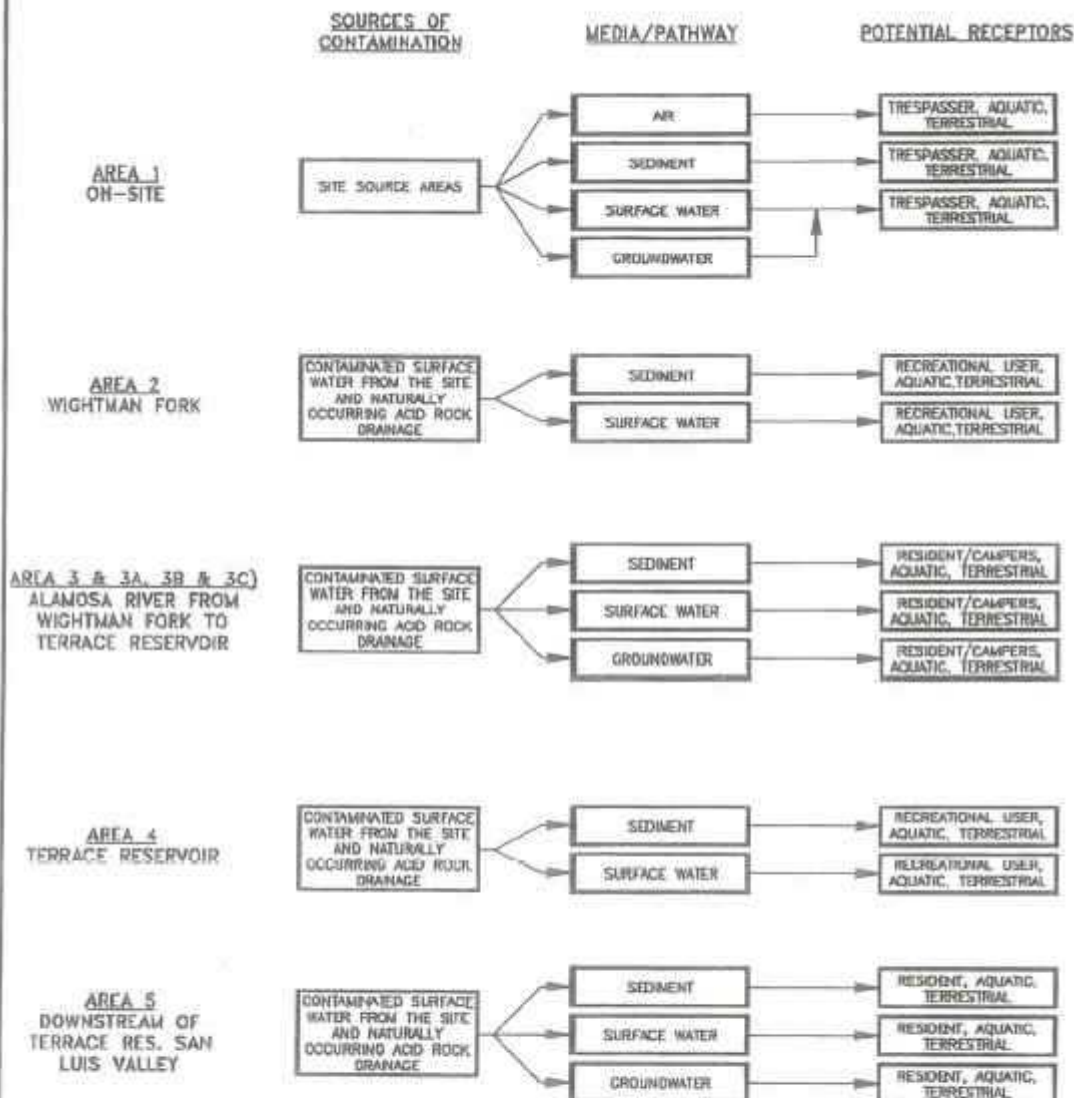 SOURCES OF
CONTAMINATION
MEDIA/PATHWAY
POTENTIAL RECEPTORS
AREA 1
ON-SITE
SITE SOURCE AREAS
AIR
SEDIMENT
SURFACE WATER
GROUNDWATER
TRESPASSER, AQUATIC,
TERRESTRIAL
TRESPASSER, AQUATIC,
TERRESTRIAL
TRESPASSER, AQUATIC,
TERRESTRIAL
AREA 2
WIGHTMAN FORK
CONTAMINATED SURFACE
WATER FROM THE SITE
AND NATURALLY
OCCURRING ACID ROCK
DRAINAGE
SEDIMENT
SURFACE WATER
RECREATIONAL USER,
AQUATIC,TERRESTRIAL
RECREATIONAL USER,
AQUATIC,TERRESTRIAL
AREA 3 & 3A, 3B & 3C)
ALAMOSA RIVER FROM
WIGHTMAN FORK TO
TERRACE RESERVOIR
CONTAMINATED SURFACE
WATER FROM THE SITE
AND NATURALLY
OCCURRING ACID ROCK
DRAINAGE
SEDIMENT
SURFACE WATER
GROUNDWATER
RESIDENT/CAMPERS,
AQUATIC, TERRESTRIAL
RESIDENT/CAMPERS,
AQUATIC, TERRESTRIAL
RESIDENT/CAMPERS,
AQUATIC, TERRESTRIAL
AREA 4
TERRACE RESERVOIR
CONTAMINATED SURFACE
WATER FROM THE SITE
AND NATURALLY
OCCURRING ACID ROCK
DRAINAGE
SEDIMENT
SURFACE WATER
RECREATIONAL USER,
AQUATIC, TERRESTRIAL
RECREATIONAL USER,
AQUATIC, TERRESTRIAL
AREA 5
DOWNSTREAM OF
TERRACE RES. SAN
LUIS VALLEY
CONTAMINATED SURFACE
WATER FROM THE SITE
AND NATURALLY
OCCURRING ACID ROCK
DRAINAGE
SEDIMENT
SURFACE WATER
GROUNDWATER
RESIDENT, AQUATIC,
TERRESTRIAL
RESIDENT, AQUATIC,
TERRESTRIAL
RESIDENT, AQUATIC,
TERRESTRIAL